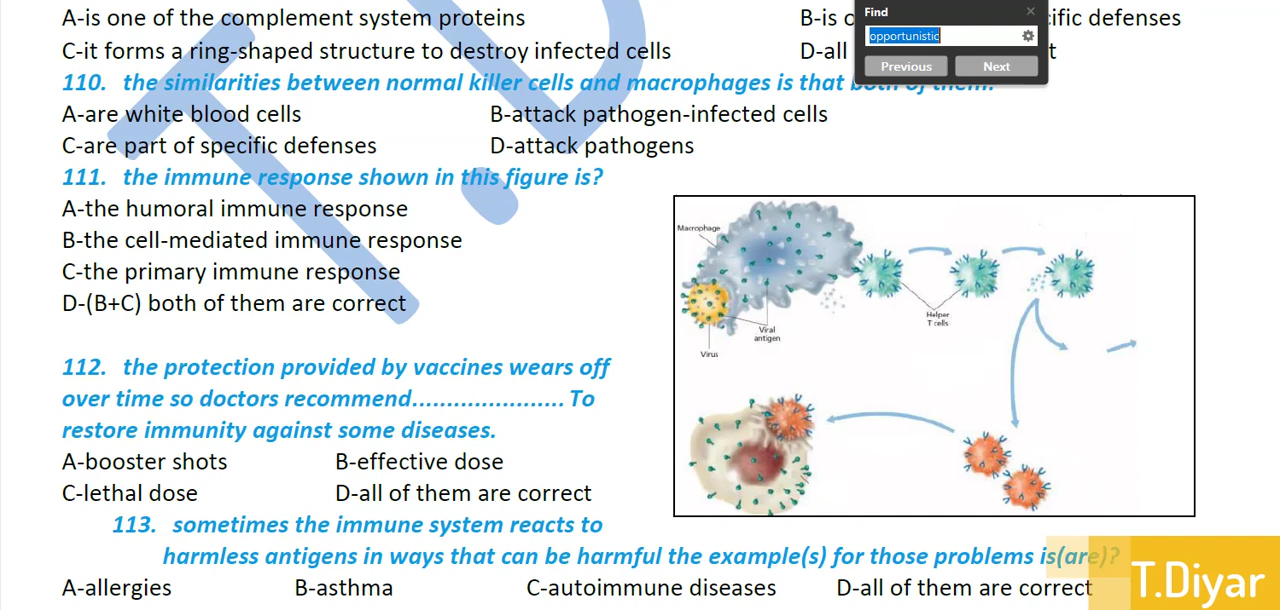 A-is one of the complement system proteins
B-is ific defenses
C-it forms a ring-shaped structure to destroy infected cells
D-all
Find
opportunistic
Previous Next
110. the similarities between normal killer cells and macrophages is that both of them?
A-are white blood cells
B-attack pathogen-infected cells
C-are part of specific defenses
D-attack pathogens
111. the immune response shown in this figure is?
A-the humoral immune response
B-the cell-mediated immune response
C-the primary immune response
D-(B+C) both of them are correct
Macrophage
Helper
T cells
Viral
antigen
Virus
112. the protection provided by vaccines wears off
over time so doctors recommend...................... To
restore immunity against some diseases.
A-booster shots
B-effective dose
C-lethal dose
D-all of them are correct
113. sometimes the immune system reacts to
harmless antigens in ways that can be harmful the example(s) for those problems is(are)?
A-allergies
B-asthma
C-autoimmune diseases
D-all of them are correct
T.Diyar